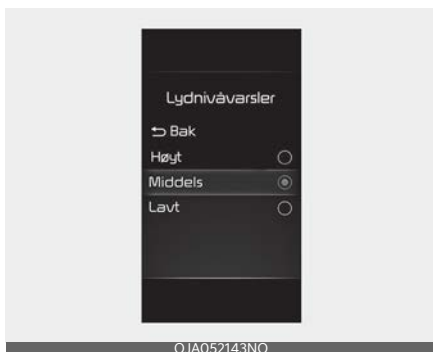 Lydnivåvarsler
Bak
Høyt
Middels
Lavt
OJA052143NO